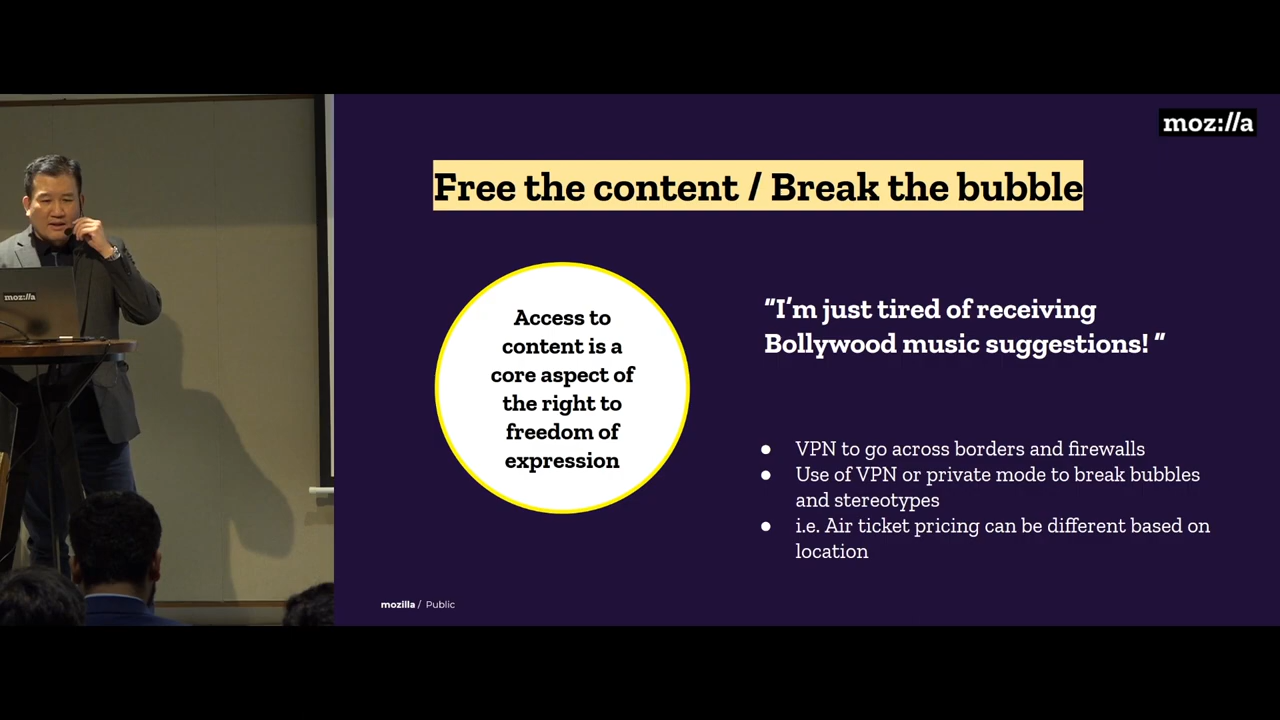 moz://a
Free the content / Break the bubble
Access to
content is a
core aspect of
the right to
freedom of
expression
"I'm just tired of receiving
Bollywood music suggestions! "
● VPN to go across borders and firewalls
● Use of VPN or private mode to break bubbles
and stereotypes
● i.e. Air ticket pricing can be different based on
location
mozilla / Public
moz://a